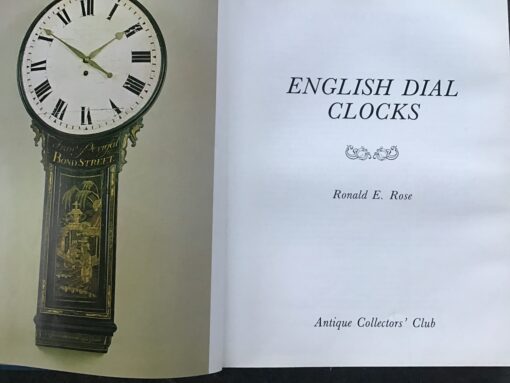 BOND STREET
ENGLISH DIAL
CLOCKS
Ronald E. Rose
Antique Collectors' Club